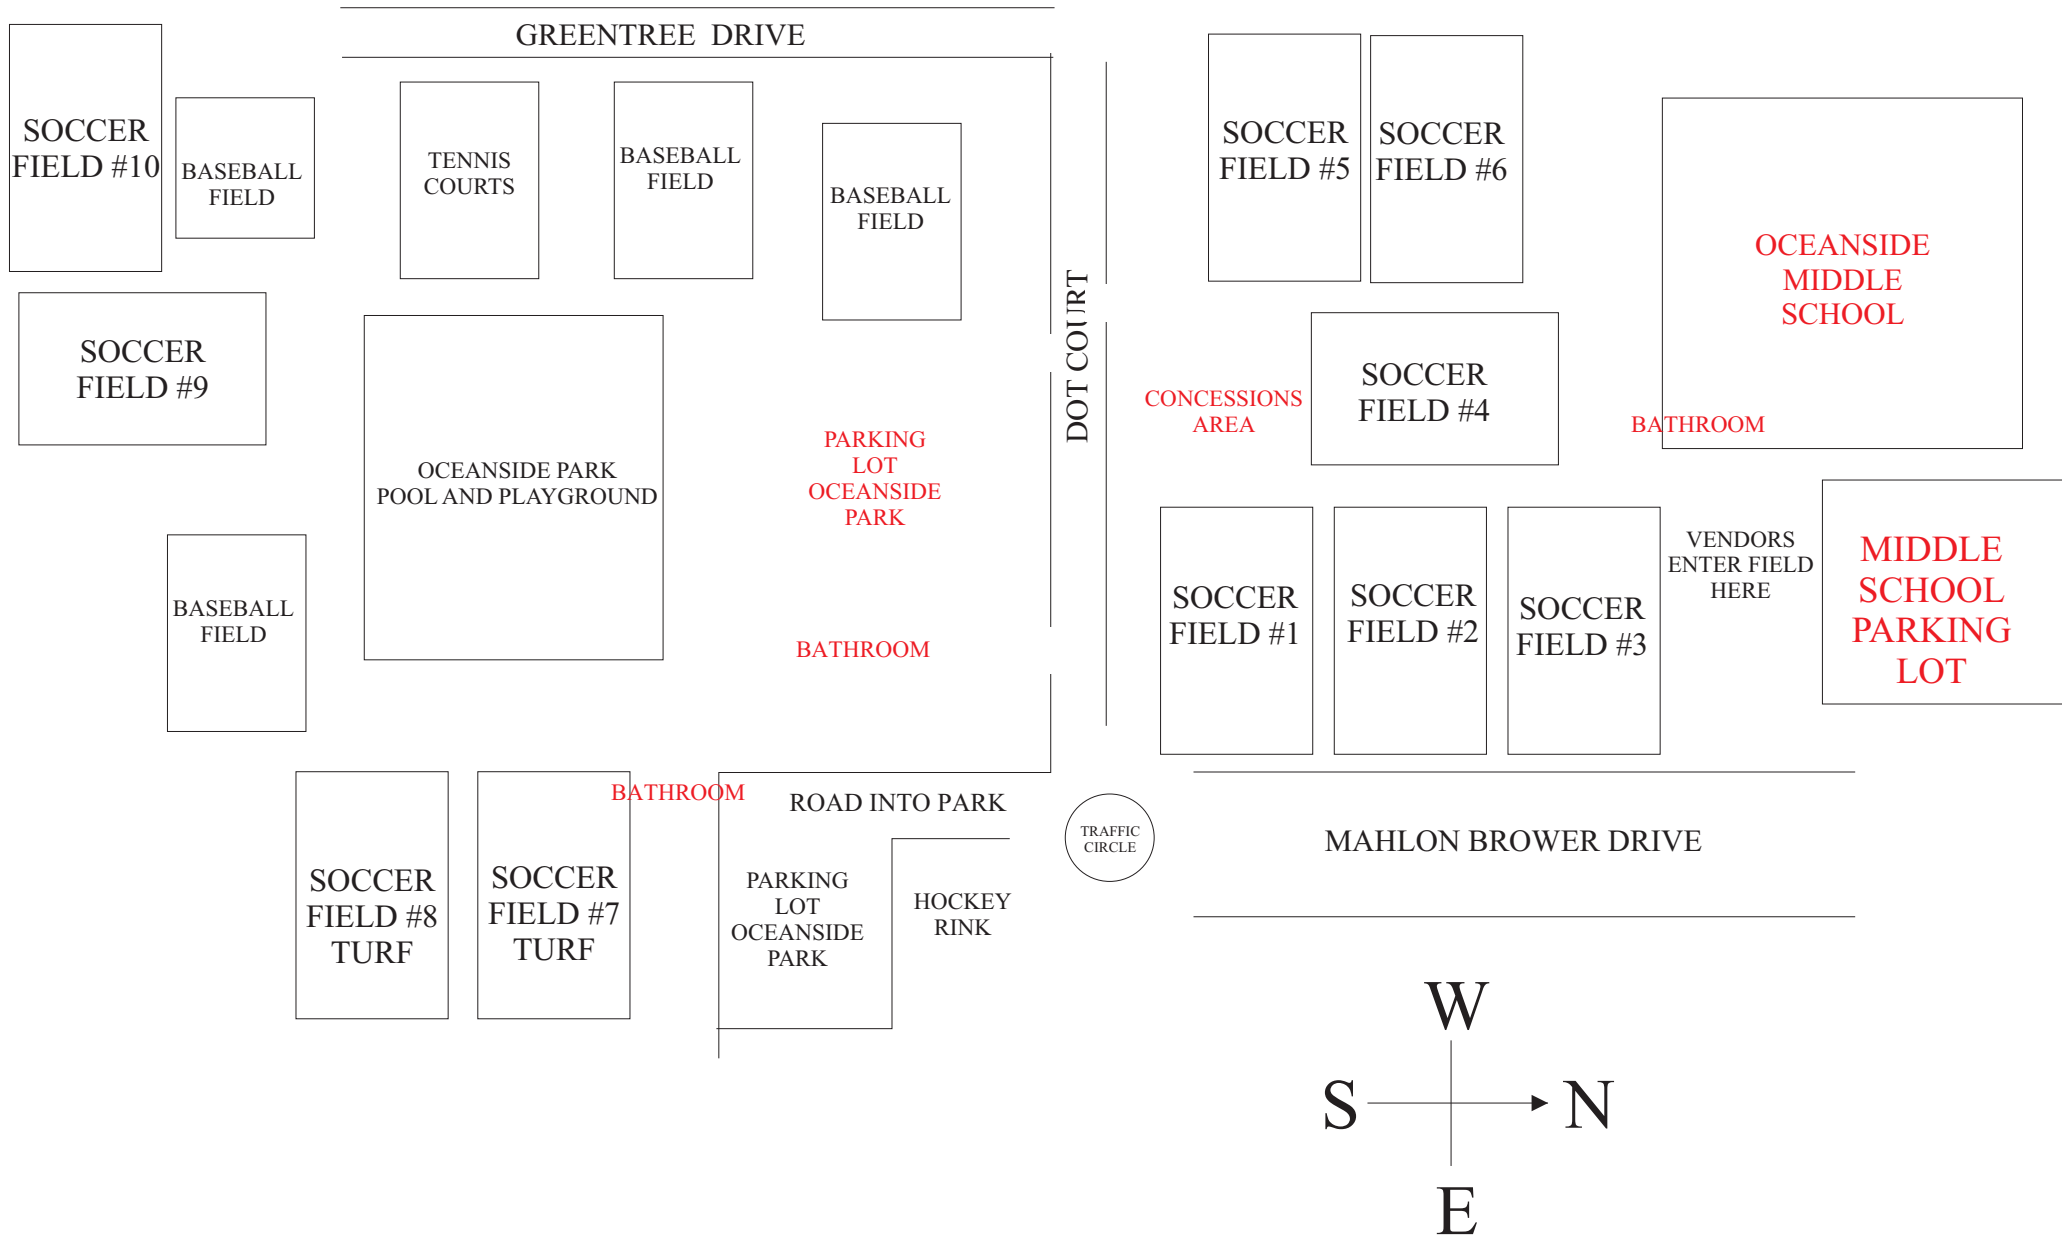 GREENTREE DRIVE
SOCCER
FIELD #10
BASEBALL
FIELD
TENNIS
COURTS
BASEBALL
FIELD
BASEBALL
FIELD
SOCCER
FIELD #5
SOCCER
FIELD #6
OCEANSIDE
MIDDLE
SCHOOL
SOCCER
FIELD #9
OCEANSIDE PARK
POOL AND PLAYGROUND
PARKING
LOT
OCEANSIDE
PARK
DOT COURT
CONCESSIONS
AREA
SOCCER
FIELD #4
BATHROOM
BASEBALL
FIELD
BATHROOM
SOCCER
FIELD #1
SOCCER
FIELD #2
SOCCER
FIELD #3
VENDORS
ENTER FIELD
HERE
MIDDLE
SCHOOL
PARKING
LOT
SOCCER
FIELD #8
TURF
SOCCER
FIELD #7
TURF
BATHROOM
ROAD INTO PARK
PARKING
LOT
OCEANSIDE
PARK
HOCKEY
RINK
TRAFFIC
CIRCLE
MAHLON BROWER DRIVE
W
S
N
E